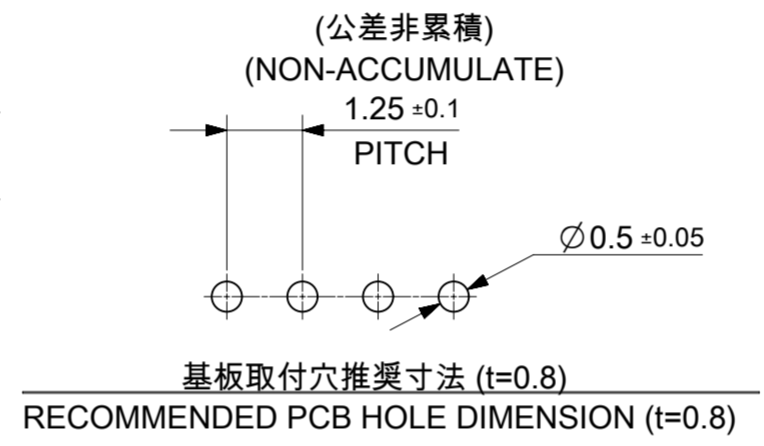 (公差非累積)
(NON-ACCUMULATE)
1.25 ±0.1
PITCH
∅0.5 ±0.05
基板取付穴推奨寸法 (t=0.8)
RECOMMENDED PCB HOLE DIMENSION (t=0.8)